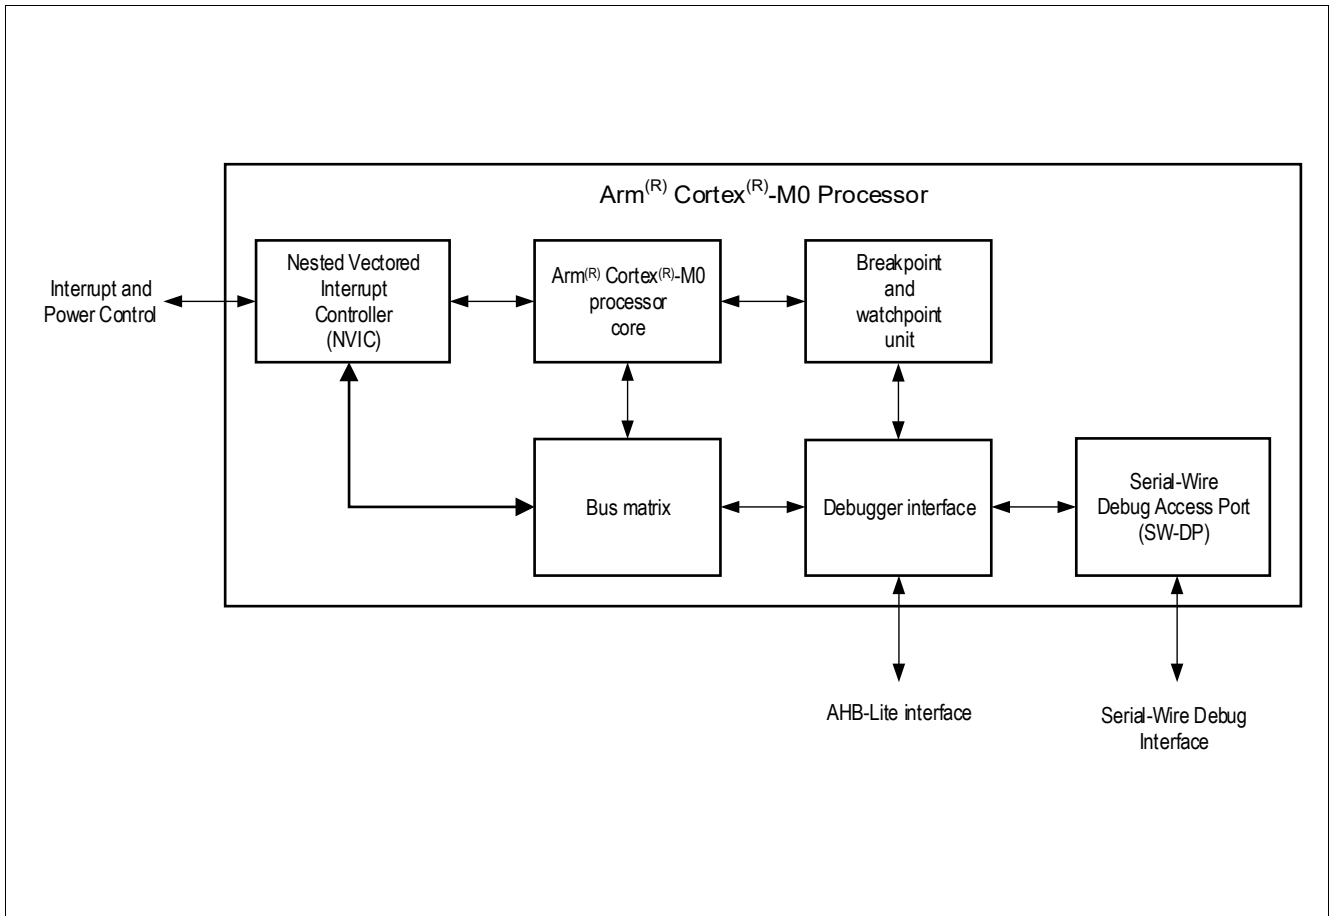 Arm(R) Cortex(R)-M0 Processor
Interrupt and
Power Control
Nested Vectored
Interrupt
Controller
(NVIC)
Arm(R) Cortex(R)-M0
processor
core
Breakpoint
and
watchpoint
unit
Bus matrix
Debugger interface
Serial-Wire
Debug Access Port
(SW-DP)
AHB-Lite interface
Serial-Wire Debug
Interface